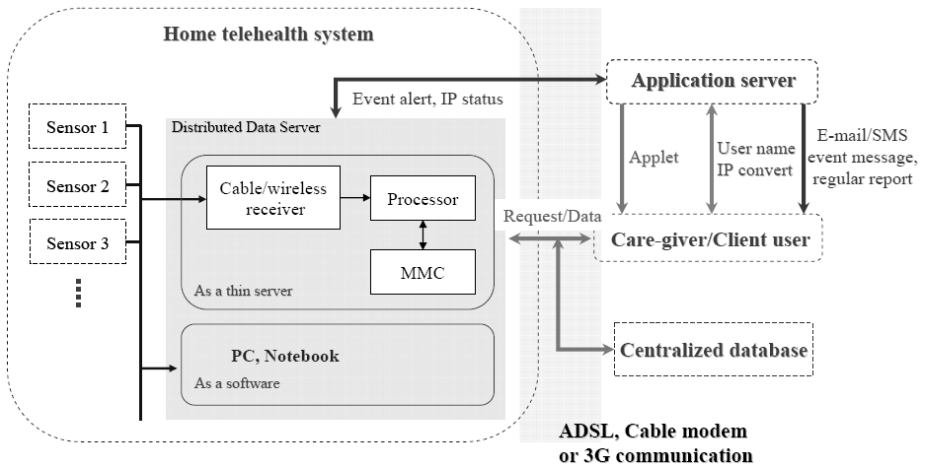 Home telehealth system
Sensor 1
Sensor 2
Sensor 3
Distributed Data Server
Cable/wireless
receiver
Processor
MMC
As a thin server
PC, Notebook
As a software
Event alert, IP status
Request/Data
Application server
Applet
User name
IP convert
E-mail/SMS
event message,
regular report
Care-giver/Client user
Centralized database
ADSL, Cable modem
or 3G communication